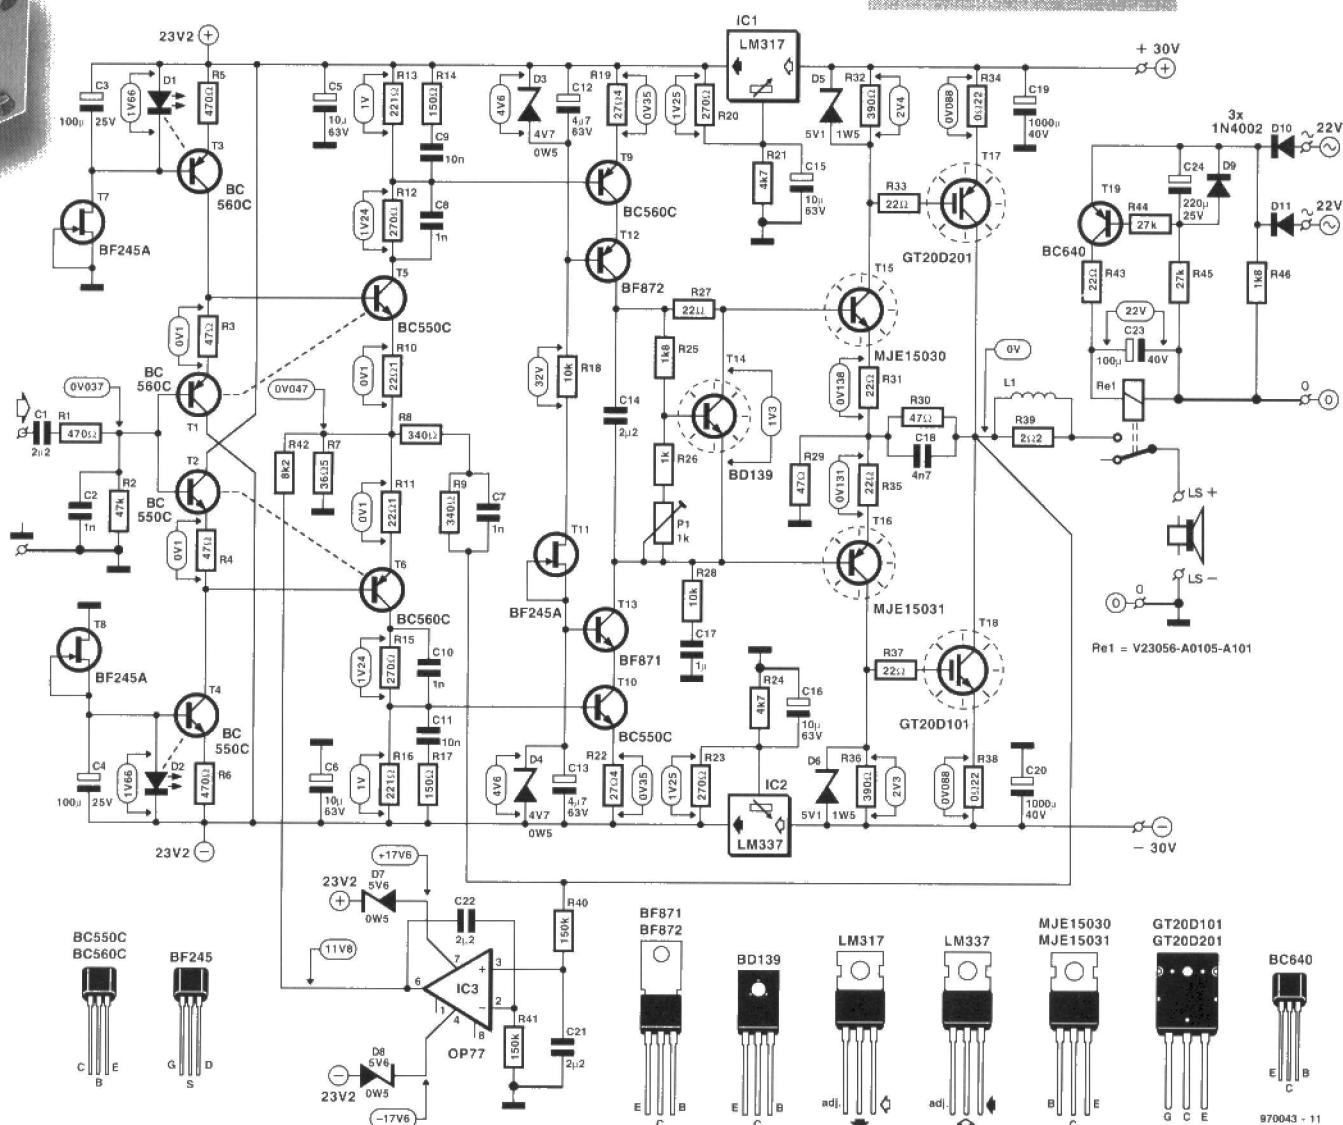 IC1
LM317
23V2 +
+ 30V
C3
100µ 25V
1V66
D1
R5
470Ω
T3
BC 560C
T7
BF245A
C5
10µ 63V
1V
R13
221Ω
R14
150Ω
C9
10n
R12
270Ω
1V24
C8
1n
T5
BC550C
4V6
D3
4V7
0W5
C12
4µ7 63V
R19
27Ω4
0V35
1V25
270Ω
R20
T9
BC560C
T12
BF872
R21
4k7
C15
10µ 63V
D5
5V1 1W5
R32
390Ω
2V4
R33
22Ω
0V088
R34
0Ω22
T17
GT20D201
C19
1000µ 40V
3x
1N4002
D10
22V
D11
22V
D9
C24
220µ 25V
T19
BC640
R44
27k
R43
22Ω
R45
27k
R46
1k8
22V
C23
100µ 40V
Re1
0
0V1
R3
47Ω
BC 560C
T1
0V037
C1
2µ2
R1
470Ω
C2
1n
R2
47k
T2
BC 550C
0V1
R4
47Ω
0V047
R42
8k2
R7
36Ω5
0V1
R10
22Ω1
R8
340Ω
R9
340Ω
C7
1n
0V1
R11
22Ω1
T6
BC560C
32V
R18
10k
C14
2µ2
R27
22Ω
R25
1k8
T14
BD139
1V3
R26
1k
P1
1k
T15
MJE15030
0V138
R31
22Ω
R30
47Ω
C18
4n7
R29
47Ω
0V131
R35
22Ω
T16
MJE15031
0V
L1
R39
2Ω2
LS +
LS −
0
0
Re1 = V23056-A0105-A101
T11
BF245A
T13
BF871
R28
10k
C17
1µ
T8
BF245A
T4
BC 550C
C4
100µ 25V
1V66
D2
R6
470Ω
23V2 −
1V24
R15
270Ω
C10
1n
C11
10n
C6
10µ 63V
1V
R16
221Ω
R17
150Ω
T10
BC550C
4V6
D4
4V7
0W5
C13
4µ7 63V
R22
27Ω4
0V35
1V25
R23
270Ω
R24
4k7
C16
10µ 63V
IC2
LM337
D6
5V1 1W5
R36
390Ω
2V3
R37
22Ω
T18
GT20D101
0V088
R38
0Ω22
C20
1000µ 40V
− 30V
+17V6
23V2
D7
5V6
0W5
C22
2µ2
11V8
R40
150k
6
7
3
+
IC3
−
2
1
4
8
OP77
R41
150k
C21
2µ2
D8
5V6
0W5
23V2
−17V6
BC550C
BC560C
C B E
BF245
G S D
BF871
BF872
E C B
BD139
E C B
LM317
adj.
LM337
adj.
MJE15030
MJE15031
B C E
GT20D101
GT20D201
G C E
BC640
E C B
970043 - 11